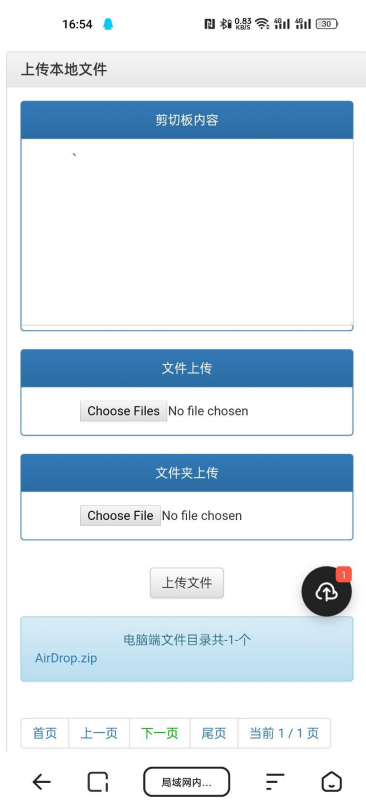 16:54
0.83 KB/S 4G 4G 30
上传本地文件
剪切板内容
、
文件上传
Choose Files No file chosen
文件夹上传
Choose File No file chosen
上传文件
1
电脑端文件目录共-1-个
AirDrop.zip
首页 上一页 下一页 尾页 当前 1 / 1 页
局域网内...